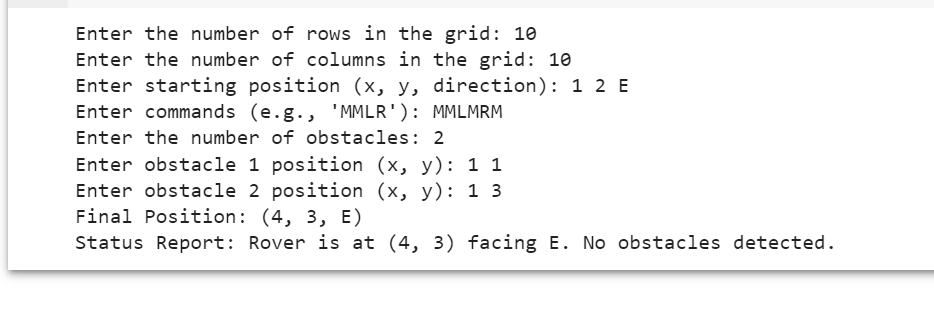 Enter the number of rows in the grid: 10
Enter the number of columns in the grid: 10
Enter starting position (x, y, direction): 1 2 E
Enter commands (e.g., 'MMLR'): MMLMRM
Enter the number of obstacles: 2
Enter obstacle 1 position (x, y): 1 1
Enter obstacle 2 position (x, y): 1 3
Final Position: (4, 3, E)
Status Report: Rover is at (4, 3) facing E. No obstacles detected.